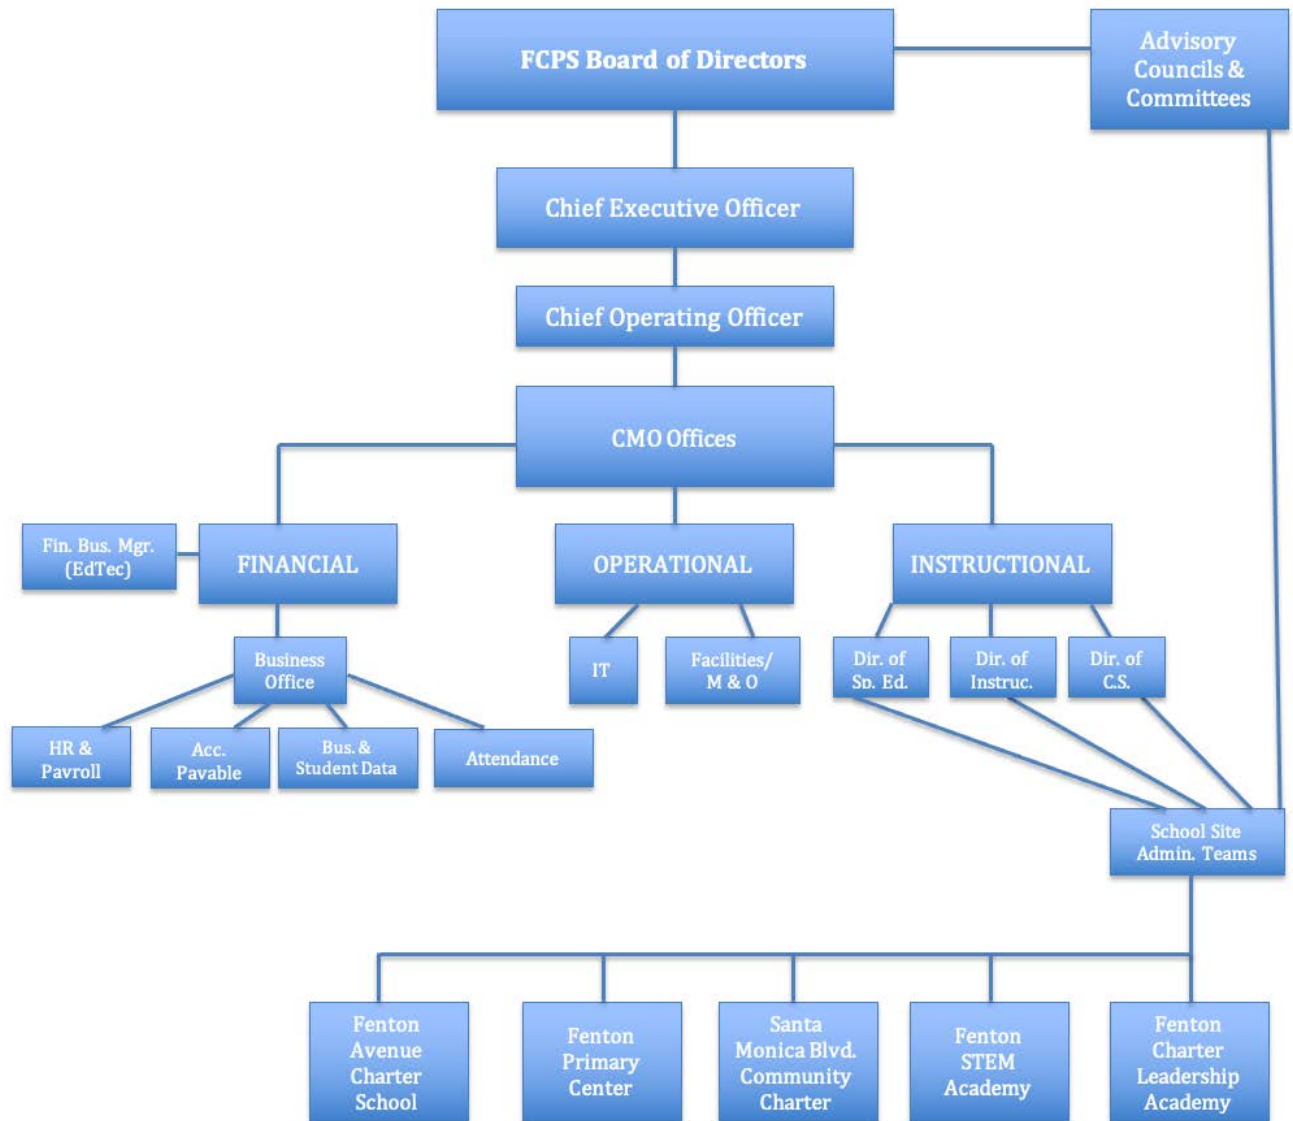 FCPS Board of Directors
Advisory
Councils &
Committees
Chief Executive Officer
Chief Operating Officer
CMO Offices
Fin. Bus. Mgr.
(EdTec)
FINANCIAL
OPERATIONAL
INSTRUCTIONAL
Business
Office
IT
Facilities/
M & O
Dir. of
Sp. Ed.
Dir. of
Instruc.
Dir. of
C.S.
HR &
Payroll
Acc.
Payable
Bus. &
Student Data
Attendance
School Site
Admin. Teams
Fenton
Avenue
Charter
School
Fenton
Primary
Center
Santa
Monica Blvd.
Community
Charter
Fenton
STEM
Academy
Fenton
Charter
Leadership
Academy